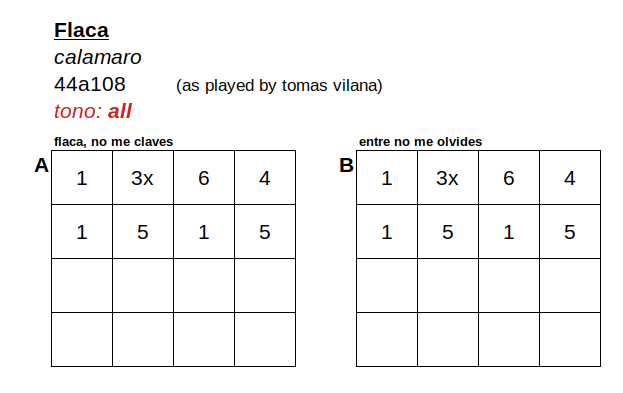 Flaca
calamaro
44a108 (as played by tomas vilana)
tono: all
flaca, no me claves
A
1 3x 6 4
1 5 1 5
entre no me olvides
B
1 3x 6 4
1 5 1 5